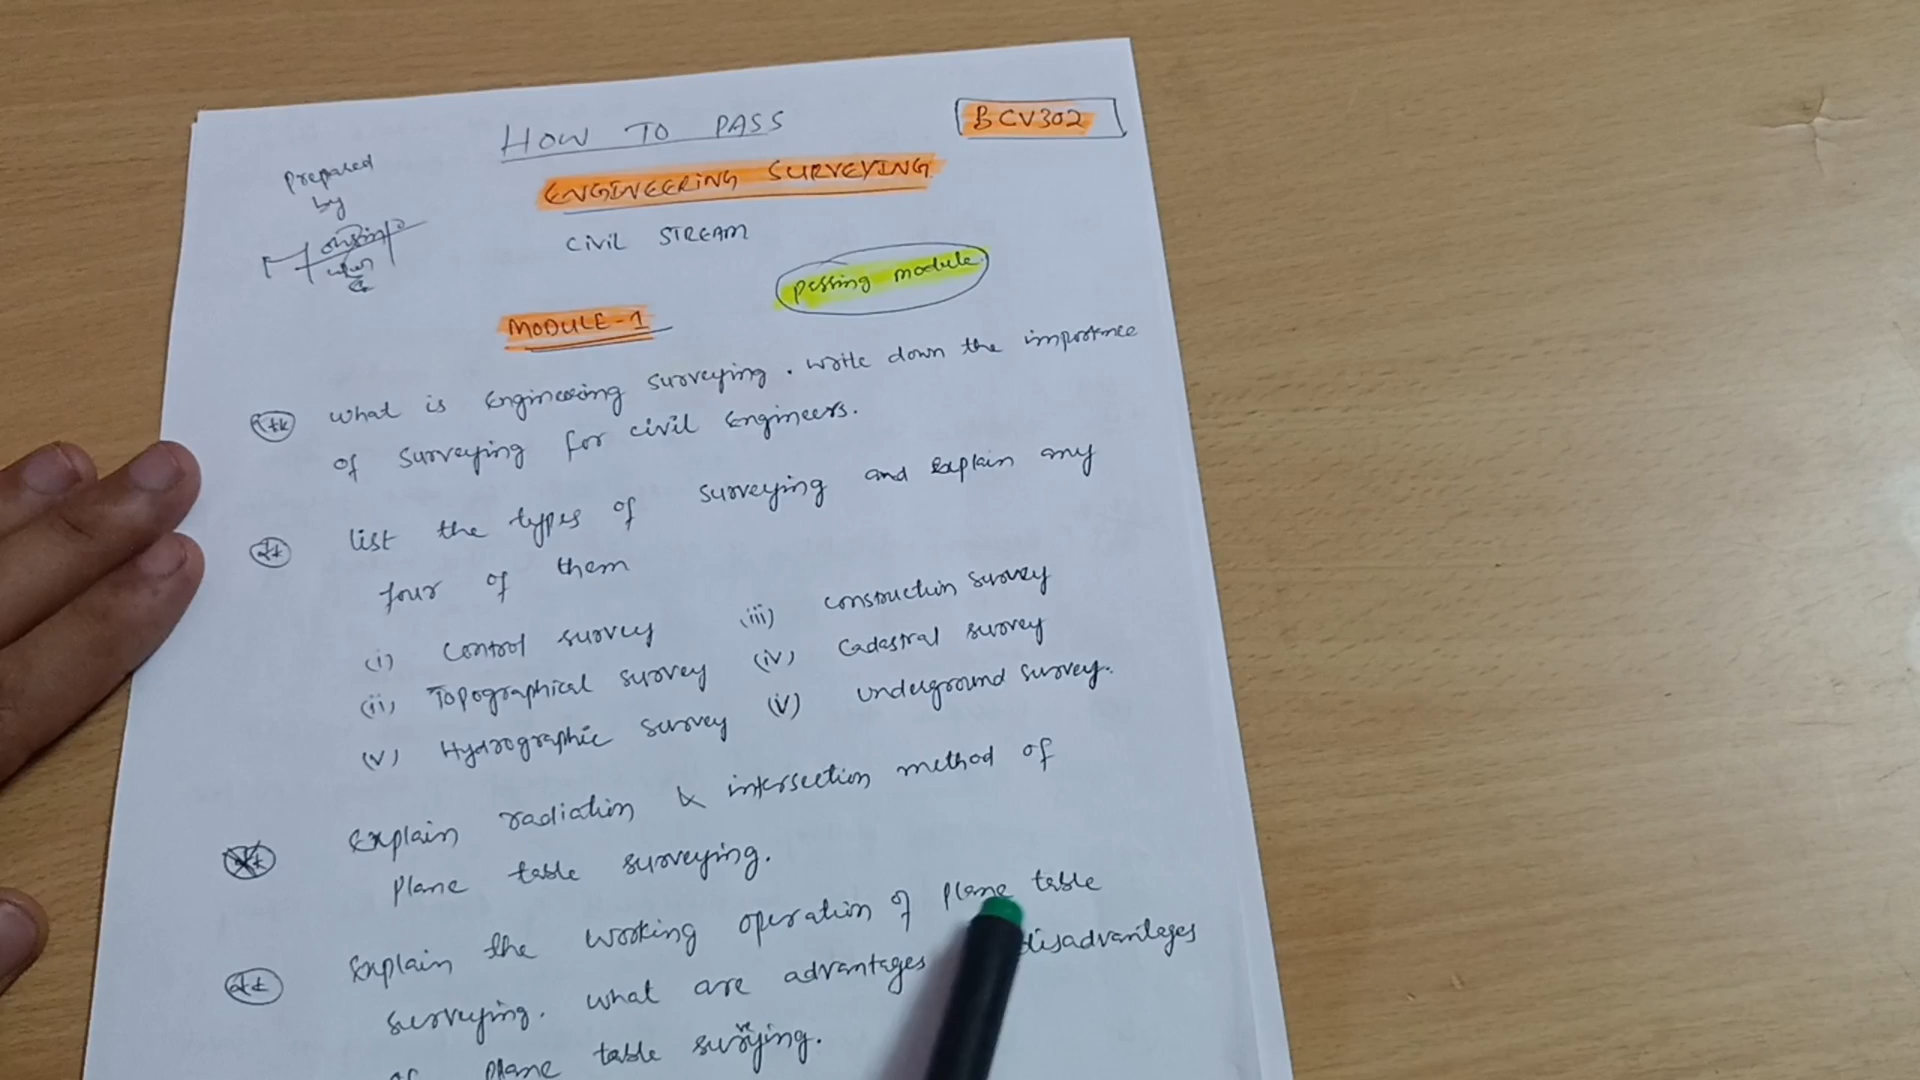 HOW TO PASS
BCV302
ENGINEERING SURVEYING
Prepared
by
CIVIL STREAM
passing module
MODULE-1
What is Engineering surveying. write down the importance
of surveying for civil Engineers.
List the types of surveying and explain any
four of them
(i) Control survey (iii) construction survey
(ii) Topographical survey (iv) Cadastral survey
(v) Hydrographic survey (v) underground survey.
Explain radiation & intersection method of
plane table surveying.
Explain the working operation of plane table
surveying. what are advantages disadvantages
of plane table surveying.